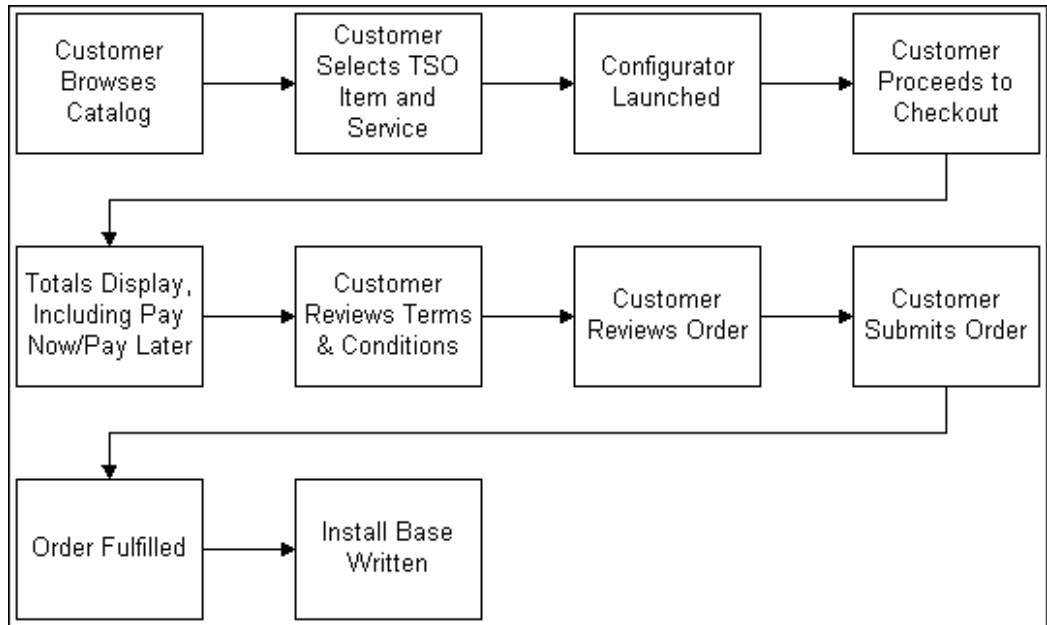 Customer
Browses
Catalog
Customer
Selects TSO
Item and
Service
Configurator
Launched
Customer
Proceeds to
Checkout
Totals Display,
Including Pay
Now/Pay Later
Customer
Reviews Terms
& Conditions
Customer
Reviews Order
Customer
Submits Order
Order Fulfilled
Install Base
Written